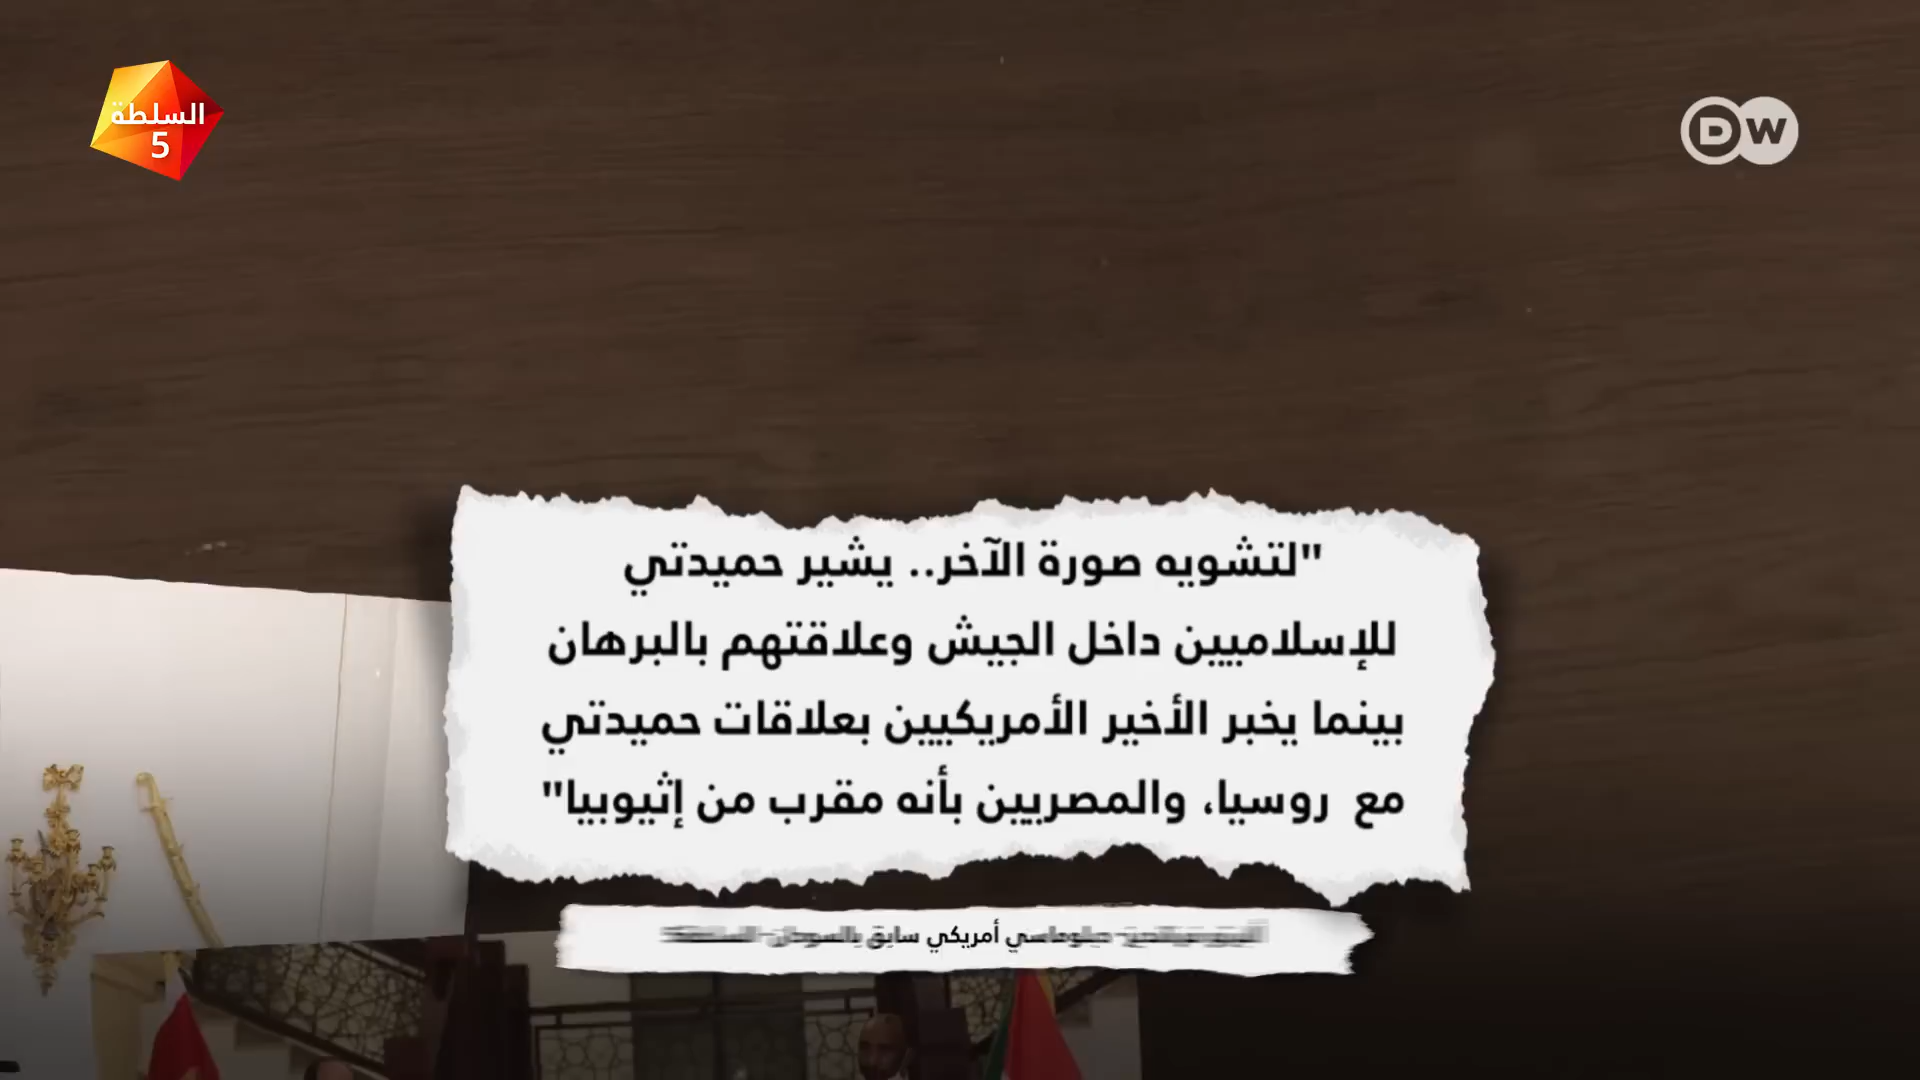 السلطة
5
DW
"لتشويه صورة الآخر.. يشير حميدتي
للإسلاميين داخل الجيش وعلاقتهم بالبرهان
بينما يخبر الأخير الأمريكيين بعلاقات حميدتي
مع روسيا، والمصريين بأنه مقرب من إثيوبيا"
دبلوماسي أمريكي سابق بالسودان